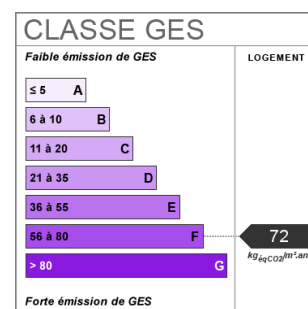 CLASSE GES
Faible émission de GES
LOGEMENT
≤ 5 A
6 à 10 B
11 à 20 C
21 à 35 D
36 à 55 E
56 à 80 F
72
kgéqCO2/m².an
> 80 G
Forte émission de GES